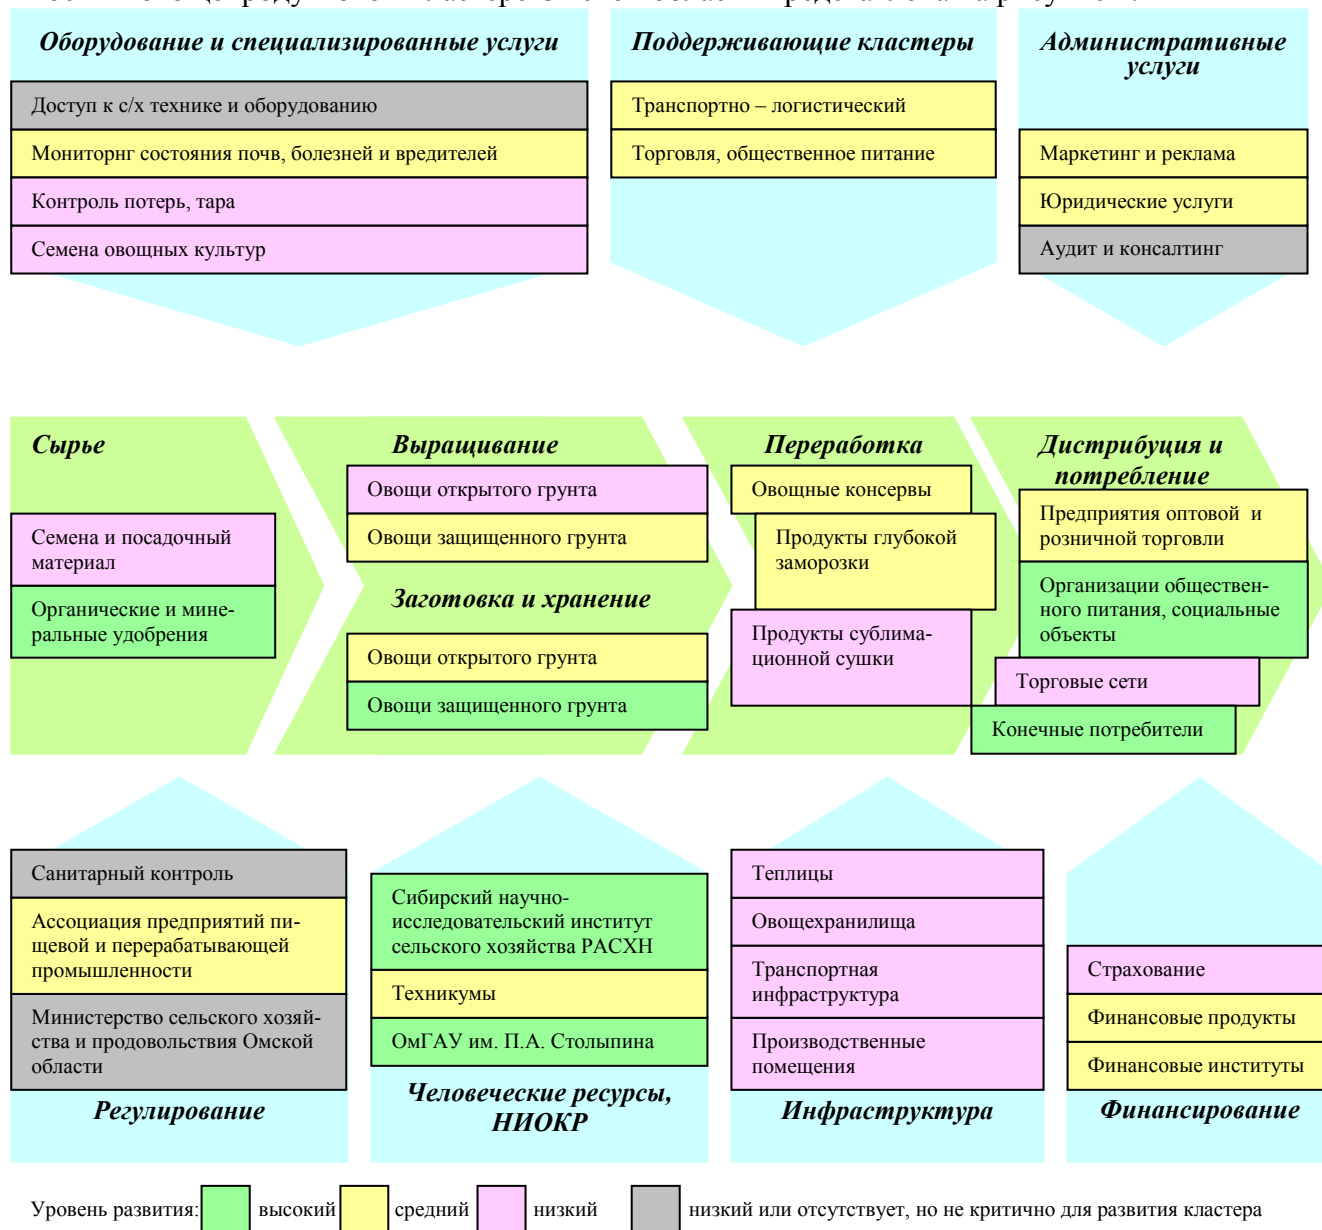 Оборудование и специализированные услуги
Доступ к с/х технике и оборудованию
Мониторнг состояния почв, болезней и вредителей
Контроль потерь, тара
Семена овощных культур
Поддерживающие кластеры
Транспортно – логистический
Торговля, общественное питание
Административные
услуги
Маркетинг и реклама
Юридические услуги
Аудит и консалтинг
Сырье
Семена и посадочный
материал
Органические и мине-
ральные удобрения
Выращивание
Овощи открытого грунта
Овощи защищенного грунта
Заготовка и хранение
Овощи открытого грунта
Овощи защищенного грунта
Переработка
Овощные консервы
Продукты глубокой
заморозки
Продукты сублима-
ционной сушки
Дистрибуция и
потребление
Предприятия оптовой и
розничной торговли
Организации обществен-
ного питания, социальные
объекты
Торговые сети
Конечные потребители
Санитарный контроль
Ассоциация предприятий пи-
щевой и перерабатывающей
промышленности
Министерство сельского хозяй-
ства и продовольствия Омской
области
Регулирование
Сибирский научно-
исследовательский институт
сельского хозяйства РАСХН
Техникумы
ОмГАУ им. П.А. Столыпина
Человеческие ресурсы,
НИОКР
Теплицы
Овощехранилища
Транспортная
инфраструктура
Производственные
помещения
Инфраструктура
Страхование
Финансовые продукты
Финансовые институты
Финансирование
Уровень развития: высокий средний низкий низкий или отсутствует, но не критично для развития кластера